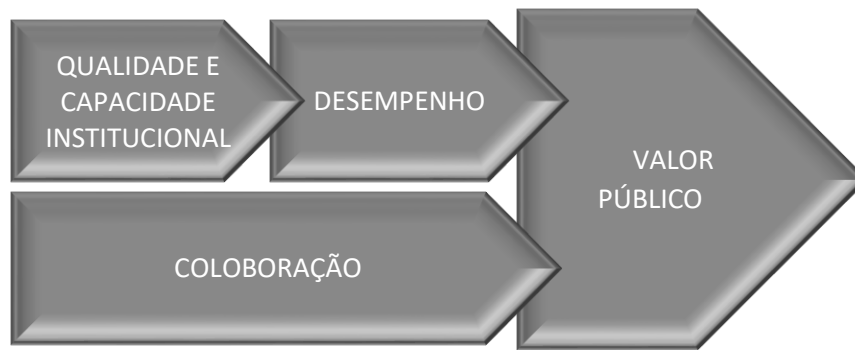 QUALIDADE E
CAPACIDADE
INSTITUCIONAL
DESEMPENHO
VALOR
PÚBLICO
COLOBORAÇÃO